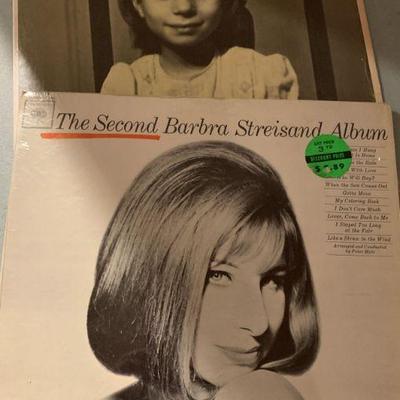 The Second Barbra Streisand Album
DISCOUNT PRICE
With Love
When the Sun Comes Out
Gotta Move
My Coloring Book
I Don't Care Much
Lover, Come Back to Me
I Stayed Too Long
at the Fair
Like a Straw in the Wind
Arranged and Conducted
by Peter Matz